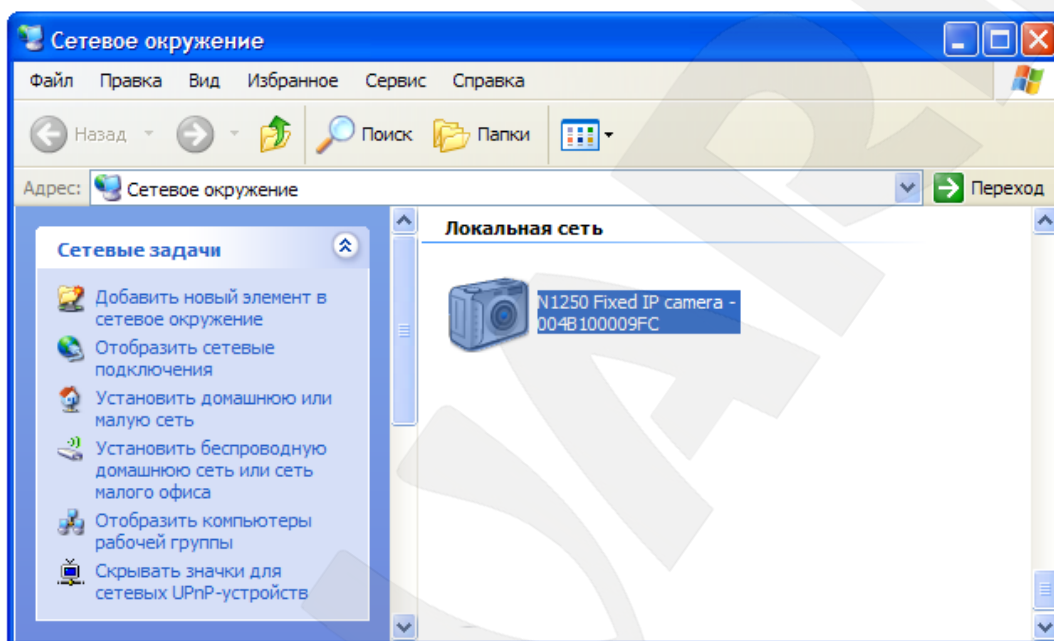 Сетевое окружение
Файл Правка Вид Избранное Сервис Справка
Назад Поиск Папки
Адрес: Сетевое окружение Переход
Сетевые задачи
Добавить новый элемент в
сетевое окружение
Отобразить сетевые
подключения
Установить домашнюю или
малую сеть
Установить беспроводную
домашнюю сеть или сеть
малого офиса
Отобразить компьютеры
рабочей группы
Скрывать значки для
сетевых UPnP-устройств
Локальная сеть
N1250 Fixed IP camera -
004B100009FC